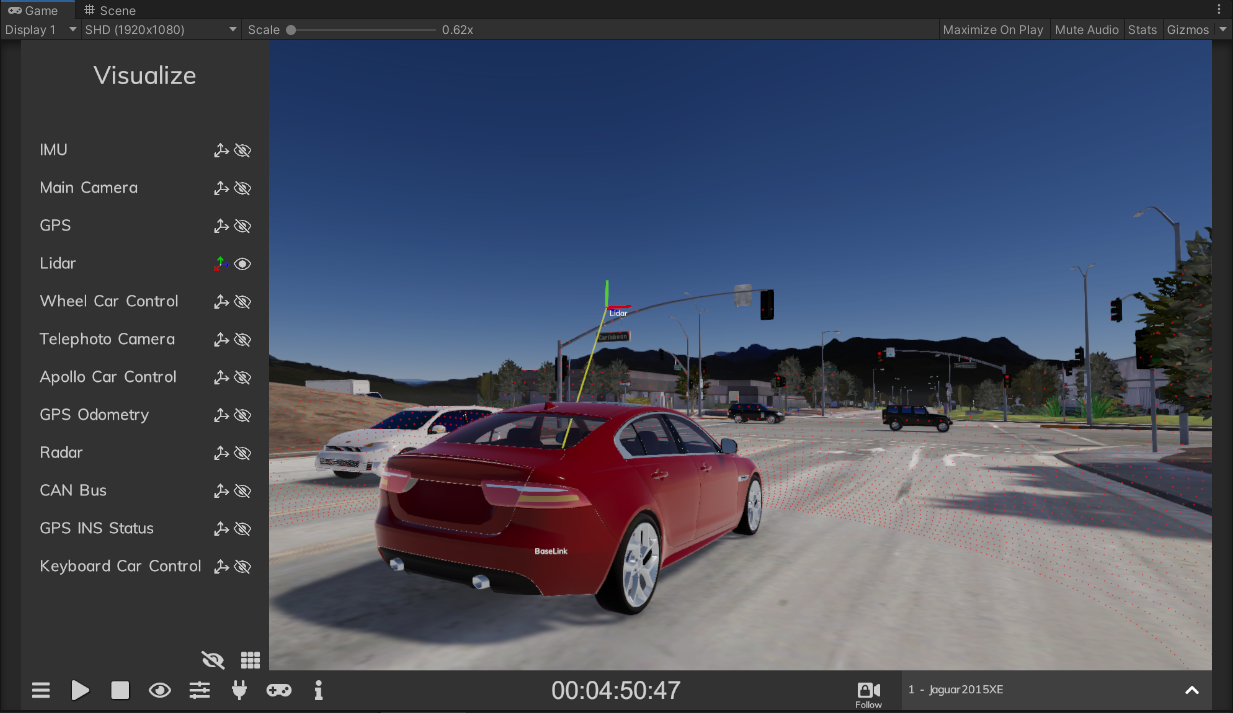 Game Scene
Display 1 SHD (1920x1080) Scale 0.62x Maximize On Play Mute Audio Stats Gizmos
Visualize
IMU
Main Camera
GPS
Lidar
Wheel Car Control
Telephoto Camera
Apollo Car Control
GPS Odometry
Radar
CAN Bus
GPS INS Status
Keyboard Car Control
Lidar
Caribbean
BaseLink
00:04:50:47
Follow
1 - Jaguar2015XE